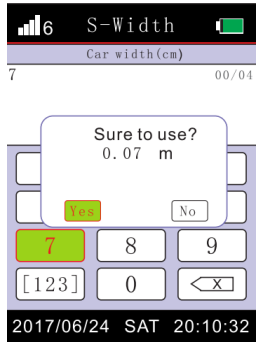 6 S-Width
Car width(cm)
7 00/04
Sure to use?
0.07 m
Yes No
7 8 9
[123] 0 X
2017/06/24 SAT 20:10:32